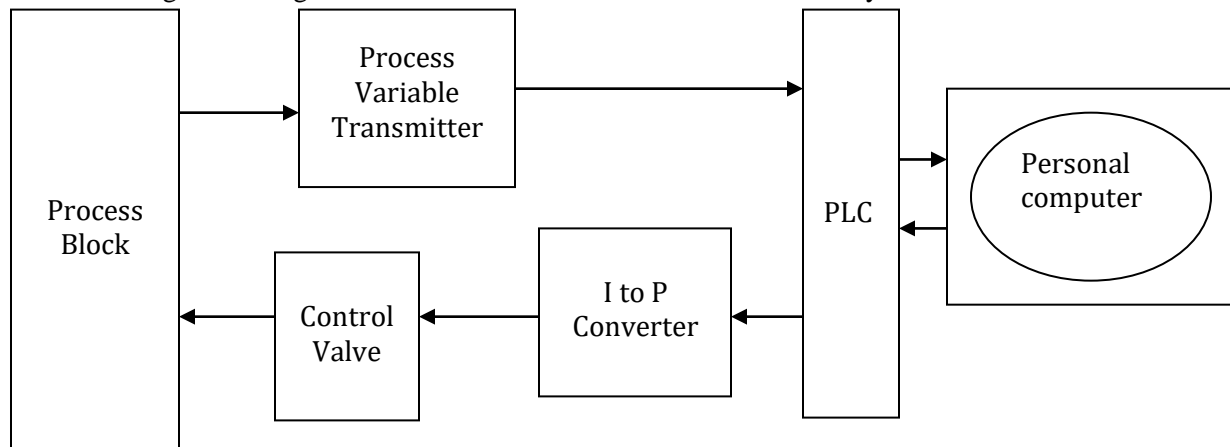 Process
Variable
Transmitter
Process
Block
PLC
Personal
computer
Control
Valve
I to P
Converter